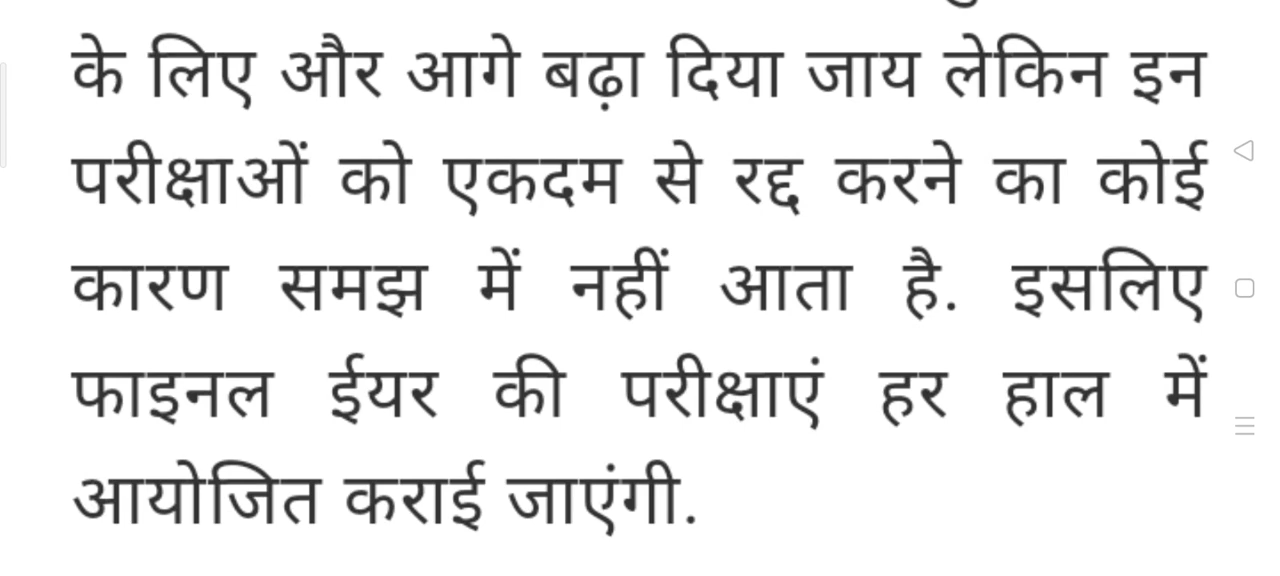 के लिए और आगे बढ़ा दिया जाय लेकिन इन
परीक्षाओं को एकदम से रद्द करने का कोई
कारण समझ में नहीं आता है. इसलिए
फाइनल ईयर की परीक्षाएं हर हाल में
आयोजित कराई जाएंगी.